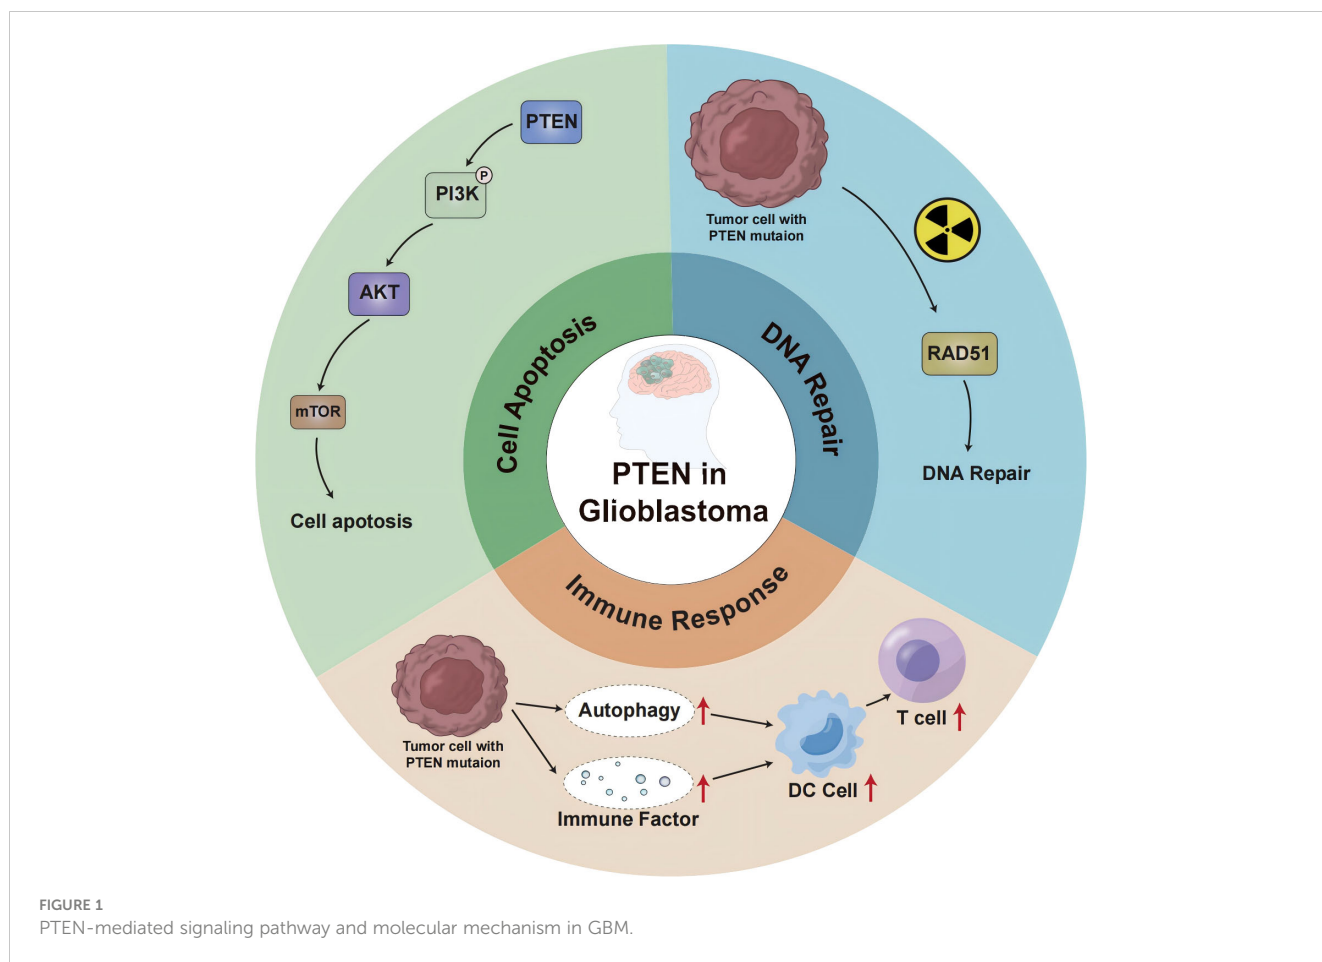 PTEN
P
PI3K
AKT
mTOR
Cell apotosis
Cell Apoptosis
Tumor cell with
PTEN mutaion
RAD51
DNA Repair
DNA Repair
PTEN in
Glioblastoma
Immune Response
Tumor cell with
PTEN mutaion
Autophagy
Immune Factor
DC Cell
T cell
FIGURE 1
PTEN-mediated signaling pathway and molecular mechanism in GBM.